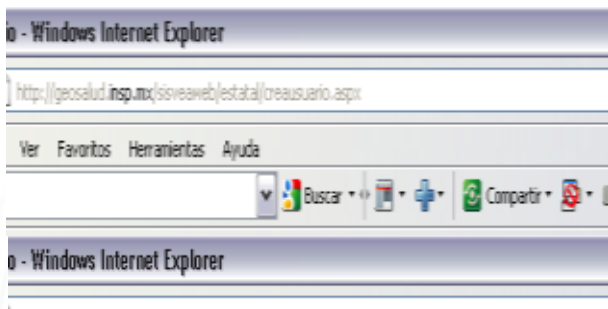 io - Windows Internet Explorer
http://geosalud.insp.mx/sisveaweb/estatal/creausuario.aspx
Ver Favoritos Herramientas Ayuda
Buscar Compartir
o - Windows Internet Explorer